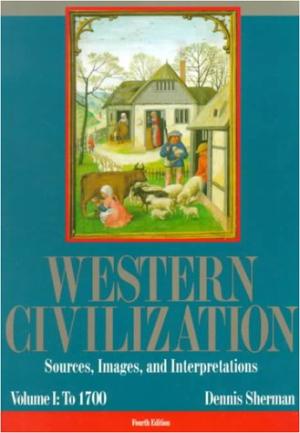 WESTERN
CIVILIZATION
Sources, Images, and Interpretations
Volume I: To 1700 Dennis Sherman
Fourth Edition